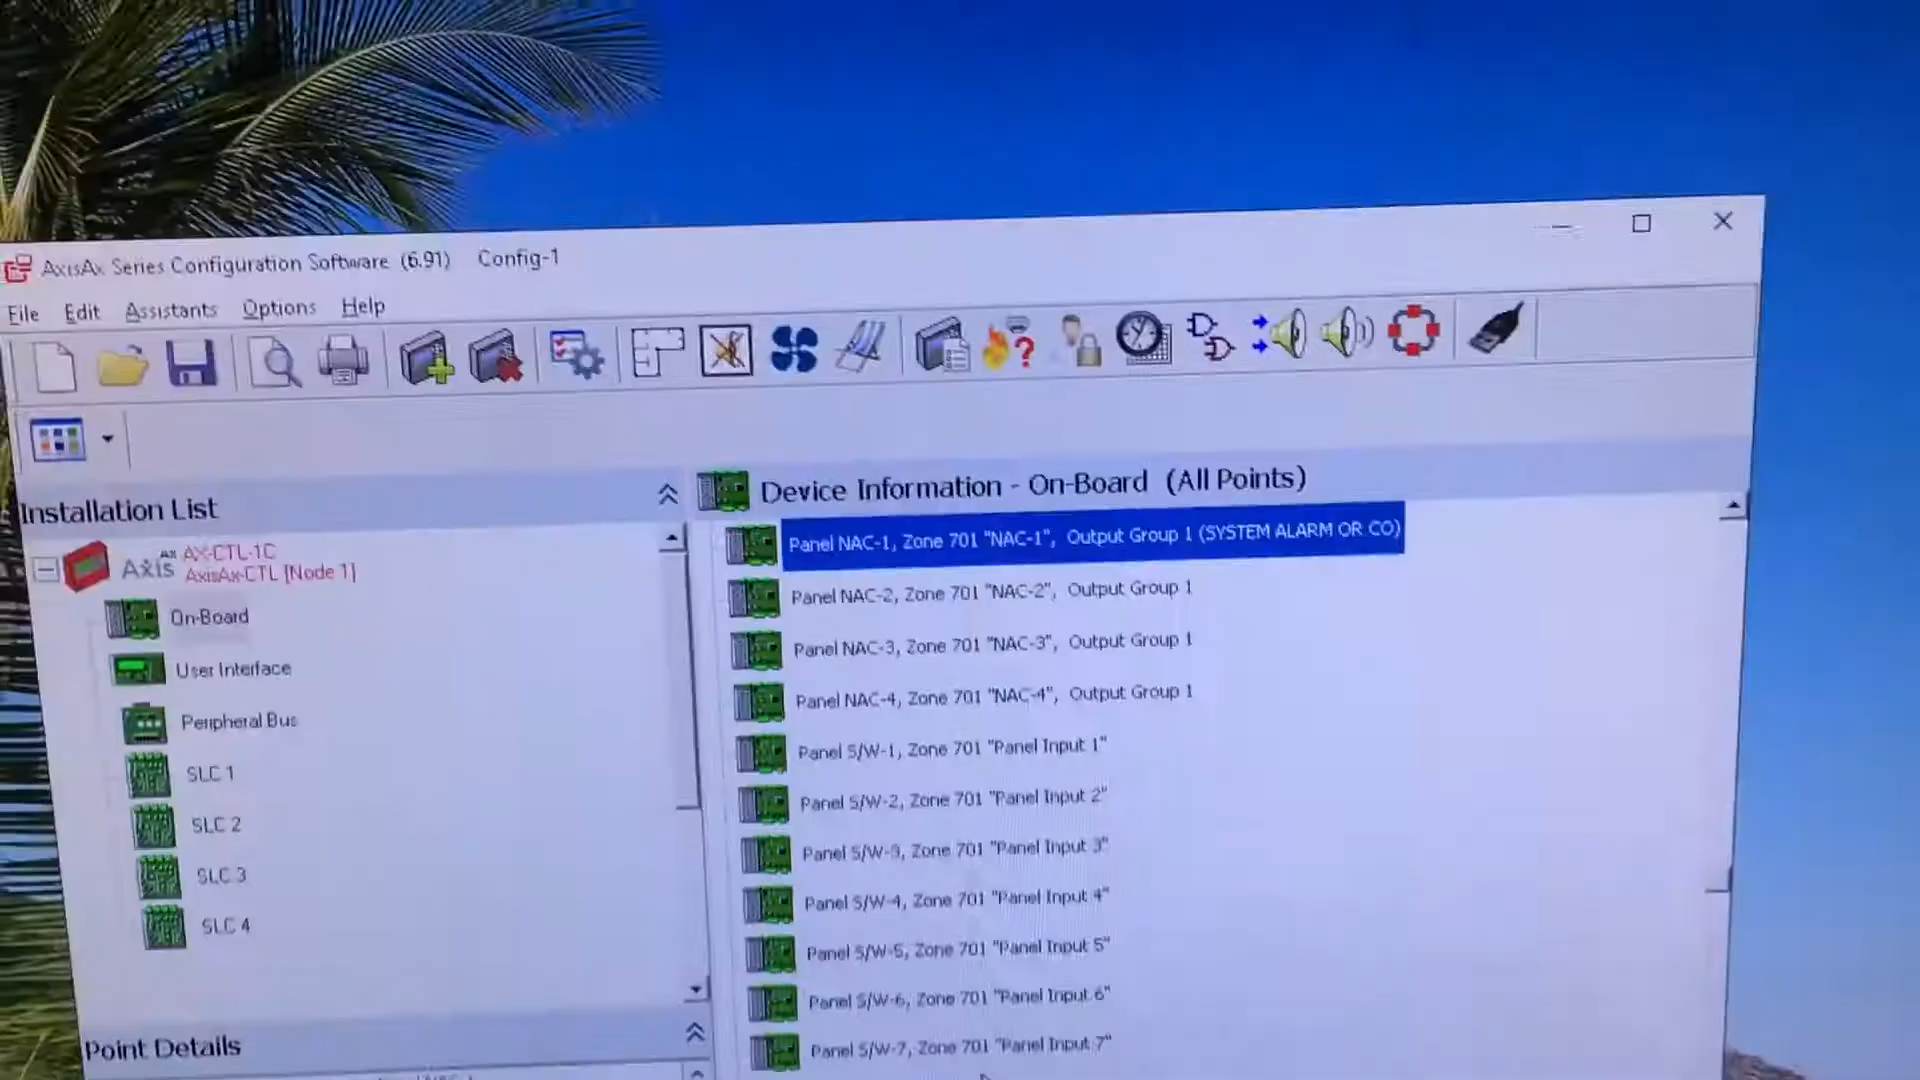 AxisAx Series Configuration Software (6.91) Config-1
File Edit Assistants Options Help
Installation List
AX AX-CTL-1C
Axis AxisAx-CTL [Node 1]
On-Board
User Interface
Peripheral Bus
SLC 1
SLC 2
SLC 3
SLC 4
Point Details
Device Information - On-Board (All Points)
Panel NAC-1, Zone 701 "NAC-1", Output Group 1 (SYSTEM ALARM OR CO)
Panel NAC-2, Zone 701 "NAC-2", Output Group 1
Panel NAC-3, Zone 701 "NAC-3", Output Group 1
Panel NAC-4, Zone 701 "NAC-4", Output Group 1
Panel S/W-1, Zone 701 "Panel Input 1"
Panel S/W-2, Zone 701 "Panel Input 2"
Panel S/W-3, Zone 701 "Panel Input 3"
Panel S/W-4, Zone 701 "Panel Input 4"
Panel S/W-5, Zone 701 "Panel Input 5"
Panel S/W-6, Zone 701 "Panel Input 6"
Panel S/W-7, Zone 701 "Panel Input 7"